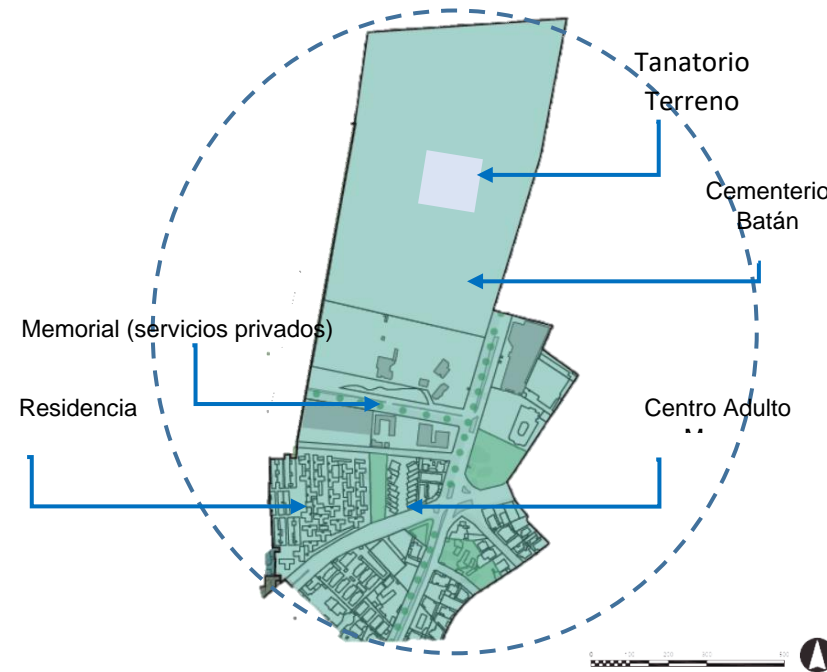 Tanatorio
Terreno
Cementerio
Batán
Memorial (servicios privados)
Residencia
Centro Adulto